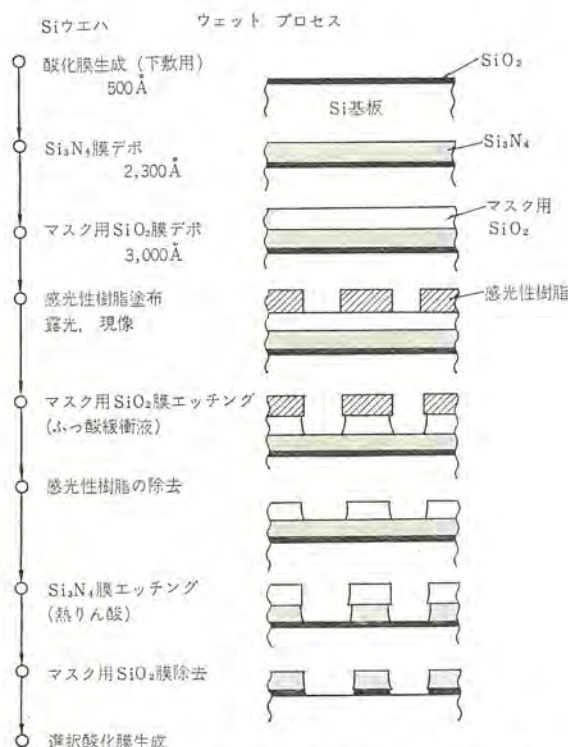 Siウエハ
ウェット プロセス
酸化膜生成 (下敷用)
500Å
SiO₂
Si基板
Si₃N₄膜デポ
2,300Å
Si₃N₄
マスク用SiO₂膜デポ
3,000Å
マスク用
SiO₂
感光性樹脂塗布
露光, 現像
感光性樹脂
マスク用SiO₂膜エッチング
(ふっ酸緩衝液)
感光性樹脂の除去
Si₃N₄膜エッチング
(熱りん酸)
マスク用SiO₂膜除去
選択酸化膜生成